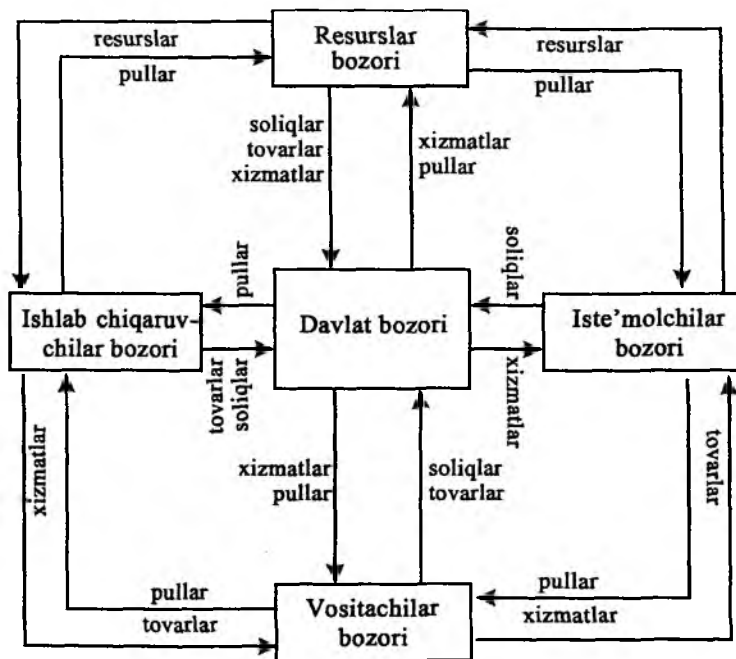 resurslar
pullar
Resurslar
bozori
resurslar
pullar
soliqlar
tovarlar
xizmatlar
xizmatlar
pullar
pullar
soliqlar
Ishlab chiqaruv-
chilar bozori
Davlat bozori
Iste’molchilar
bozori
tovarlar
soliqlar
xizmatlar
xizmatlar
xizmatlar
pullar
soliqlar
tovarlar
tovarlar
pullar
tovarlar
Vositachilar
bozori
pullar
xizmatlar